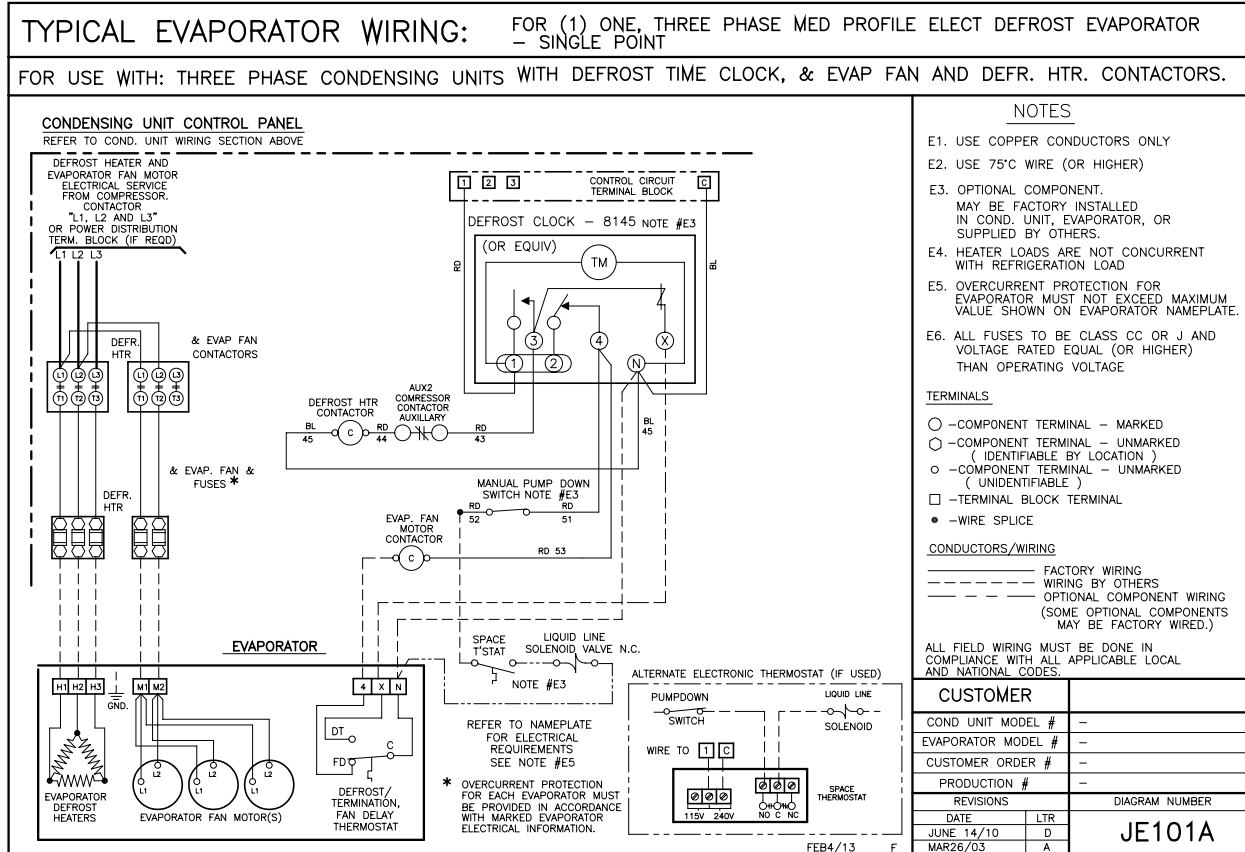 TYPICAL EVAPORATOR WIRING:
FOR (1) ONE, THREE PHASE MED PROFILE ELECT DEFROST EVAPORATOR
– SINGLE POINT
FOR USE WITH: THREE PHASE CONDENSING UNITS WITH DEFROST TIME CLOCK, & EVAP FAN AND DEFR. HTR. CONTACTORS.
CONDENSING UNIT CONTROL PANEL
REFER TO COND. UNIT WIRING SECTION ABOVE
DEFROST HEATER AND
EVAPORATOR FAN MOTOR
ELECTRICAL SERVICE
FROM COMPRESSOR.
CONTACTOR
"L1, L2 AND L3"
OR POWER DISTRIBUTION
TERM. BLOCK (IF REQD)
L1 L2 L3
DEFR.
HTR
& EVAP FAN
CONTACTORS
L1 L2 L3
T1 T2 T3
L1 L2 L3
T1 T2 T3
& EVAP. FAN &
FUSES *
DEFR.
HTR
1 2 3
CONTROL CIRCUIT
TERMINAL BLOCK
C
DEFROST CLOCK – 8145 NOTE #E3
(OR EQUIV)
TM
RD
BL
3 4 X
1 2 N
DEFROST HTR
CONTACTOR
AUX2
COMRESSOR
CONTACTOR
AUXILLARY
BL
45
C
RD
44
RD
43
BL
45
MANUAL PUMP DOWN
SWITCH NOTE #E3
RD
52
RD
51
EVAP. FAN
MOTOR
CONTACTOR
C
RD 53
EVAPORATOR
H1 H2 H3
GND.
M1 M2
4 X N
L2 L2 L2
L1 L1 L1
EVAPORATOR
DEFROST
HEATERS
EVAPORATOR FAN MOTOR(S)
DT
C
FD
DEFROST/
TERMINATION,
FAN DELAY
THERMOSTAT
SPACE
T'STAT
LIQUID LINE
SOLENOID VALVE N.C.
NOTE #E3
REFER TO NAMEPLATE
FOR ELECTRICAL
REQUIREMENTS
SEE NOTE #E5
* OVERCURRENT PROTECTION
FOR EACH EVAPORATOR MUST
BE PROVIDED IN ACCORDANCE
WITH MARKED EVAPORATOR
ELECTRICAL INFORMATION.
ALTERNATE ELECTRONIC THERMOSTAT (IF USED)
PUMPDOWN
SWITCH
LIQUID LINE
SOLENOID
WIRE TO 1 C
115V 240V
NO C NC
SPACE
THERMOSTAT
FEB4/13 F
NOTES
E1. USE COPPER CONDUCTORS ONLY
E2. USE 75°C WIRE (OR HIGHER)
E3. OPTIONAL COMPONENT.
MAY BE FACTORY INSTALLED
IN COND. UNIT, EVAPORATOR, OR
SUPPLIED BY OTHERS.
E4. HEATER LOADS ARE NOT CONCURRENT
WITH REFRIGERATION LOAD
E5. OVERCURRENT PROTECTION FOR
EVAPORATOR MUST NOT EXCEED MAXIMUM
VALUE SHOWN ON EVAPORATOR NAMEPLATE.
E6. ALL FUSES TO BE CLASS CC OR J AND
VOLTAGE RATED EQUAL (OR HIGHER)
THAN OPERATING VOLTAGE
TERMINALS
–COMPONENT TERMINAL – MARKED
–COMPONENT TERMINAL – UNMARKED
( IDENTIFIABLE BY LOCATION )
–COMPONENT TERMINAL – UNMARKED
( UNIDENTIFIABLE )
–TERMINAL BLOCK TERMINAL
–WIRE SPLICE
CONDUCTORS/WIRING
FACTORY WIRING
WIRING BY OTHERS
OPTIONAL COMPONENT WIRING
(SOME OPTIONAL COMPONENTS
MAY BE FACTORY WIRED.)
ALL FIELD WIRING MUST BE DONE IN
COMPLIANCE WITH ALL APPLICABLE LOCAL
AND NATIONAL CODES.
CUSTOMER
COND UNIT MODEL # –
EVAPORATOR MODEL # –
CUSTOMER ORDER # –
PRODUCTION # –
REVISIONS
DIAGRAM NUMBER
DATE LTR
JUNE 14/10 D
MAR26/03 A
JE101A